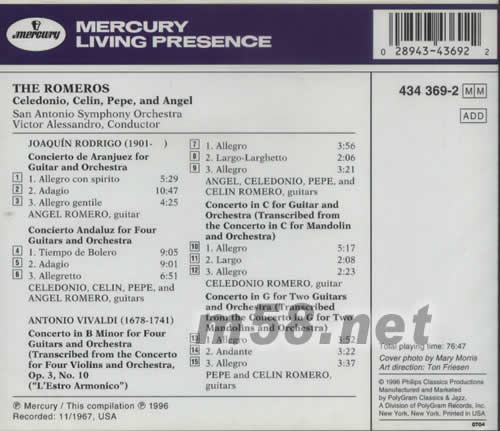 mercury
MERCURY
LIVING PRESENCE
0 28943-43692 2
434 369-2 MM
ADD
THE ROMEROS
Celedonio, Celin, Pepe, and Angel
San Antonio Symphony Orchestra
Victor Alessandro, Conductor
JOAQUÍN RODRIGO (1901- )
Concierto de Aranjuez for
Guitar and Orchestra
1 1. Allegro con spirito 5:29
2 2. Adagio 10:47
3 3. Allegro gentile 4:25
ANGEL ROMERO, guitar
Concierto Andaluz for Four
Guitars and Orchestra
4 1. Tiempo de Bolero 9:05
5 2. Adagio 9:01
6 3. Allegretto 6:51
CELEDONIO, CELIN, PEPE, and
ANGEL ROMERO, guitars
ANTONIO VIVALDI (1678-1741)
Concerto in B Minor for Four
Guitars and Orchestra
(Transcribed from the Concerto
for Four Violins and Orchestra,
Op. 3, No. 10
("L'Estro Armonico")
7 1. Allegro 3:56
8 2. Largo-Larghetto 2:06
9 3. Allegro 3:21
ANGEL, CELEDONIO, PEPE, and
CELIN ROMERO, guitars
Concerto in C for Guitar and
Orchestra (Transcribed from
the Concerto in C for Mandolin
and Orchestra)
10 1. Allegro 5:17
11 2. Largo 2:08
12 3. Allegro 2:23
CELEDONIO ROMERO, guitar
Concerto in G for Two Guitars
and Orchestra (Transcribed
from the Concerto in G for Two
Mandolins and Orchestra)
13 1. Allegro 3:52
14 2. Andante 3:22
15 3. Allegro 3:37
PEPE and CELIN ROMERO,
guitars
m58.net
Total playing time: 76:47
Cover photo by Mary Morris
Art direction: Ton Friesen
© 1996 Philips Classics Productions
Manufactured and Marketed
by PolyGram Classics & Jazz,
A Division of PolyGram Records, Inc.
New York, New York. Printed in USA
0704
℗ Mercury / This compilation ℗ 1996
Recorded: 11/1967, USA